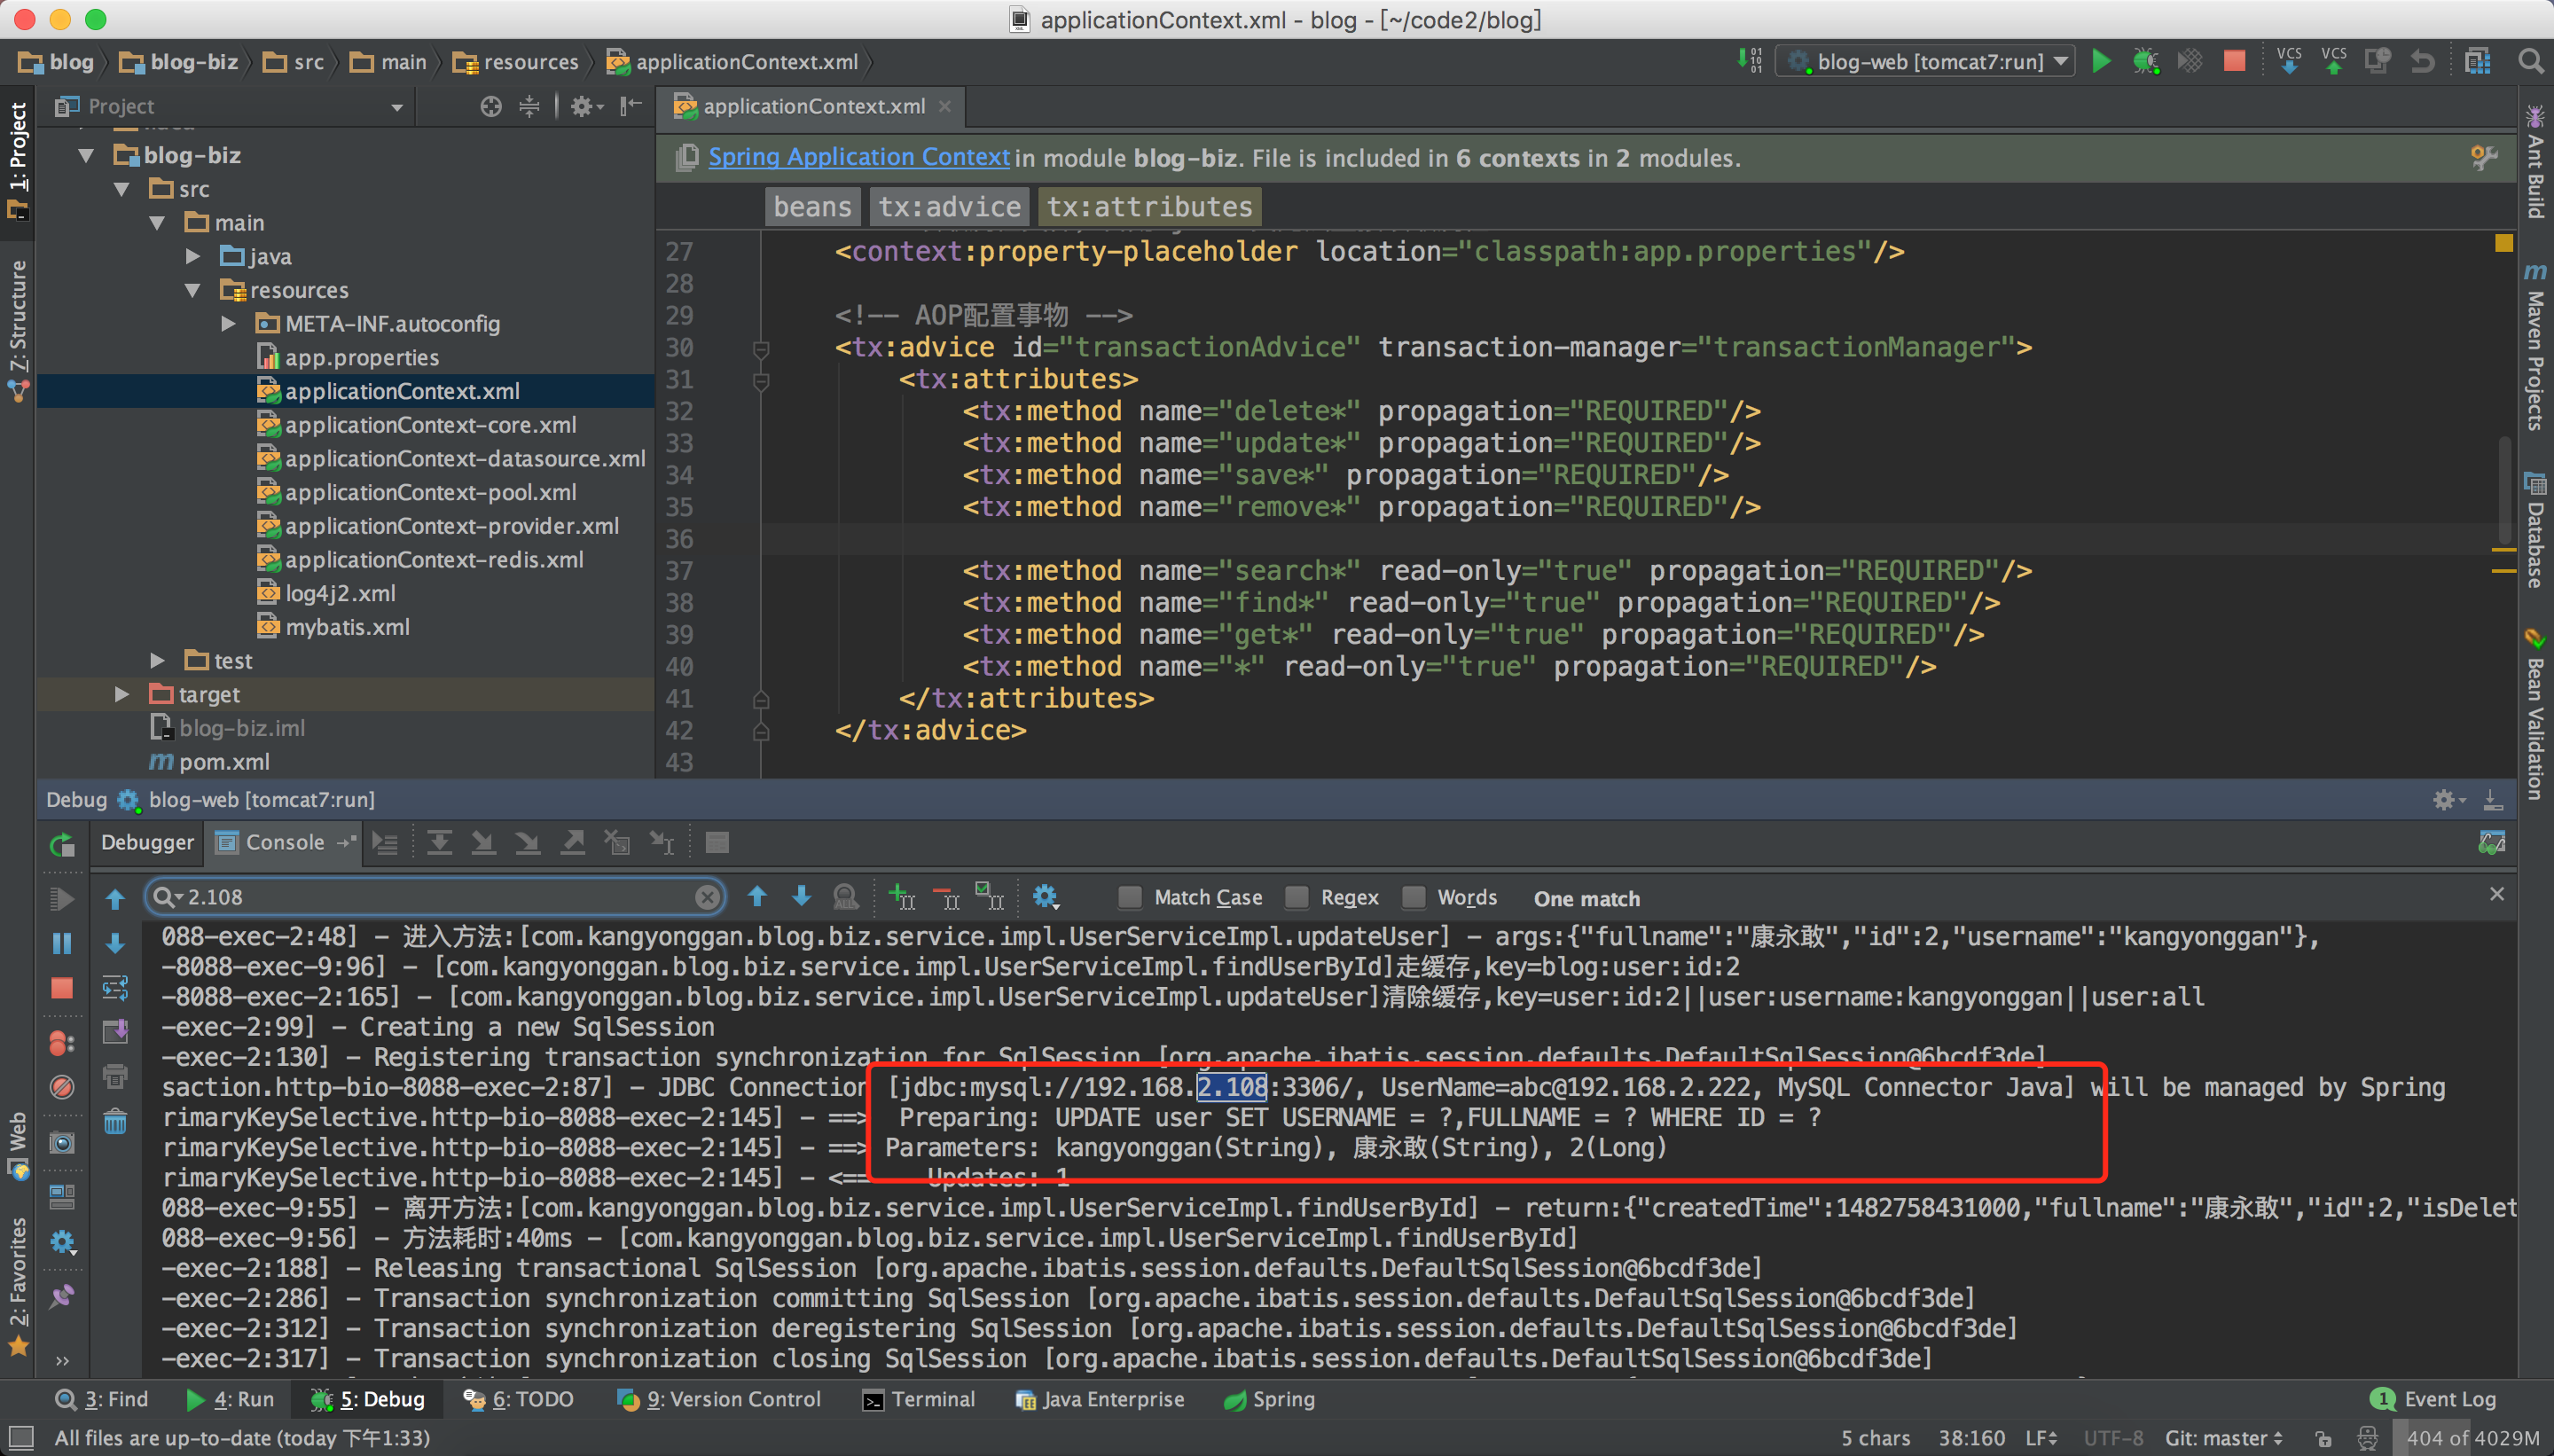 applicationContext.xml - blog - [~/code2/blog]
blog blog-biz src main resources applicationContext.xml
blog-web [tomcat7:run] VCS VCS
1: Project
Z: Structure
Web
2: Favorites
Project
blog-biz
src
main
java
resources
META-INF.autoconfig
app.properties
applicationContext.xml
applicationContext-core.xml
applicationContext-datasource.xml
applicationContext-pool.xml
applicationContext-provider.xml
applicationContext-redis.xml
log4j2.xml
mybatis.xml
test
target
blog-biz.iml
pom.xml
applicationContext.xml
Spring Application Context in module blog-biz. File is included in 6 contexts in 2 modules.
beans tx:advice tx:attributes
27 <context:property-placeholder location="classpath:app.properties"/>
28
29 <!-- AOP配置事物 -->
30 <tx:advice id="transactionAdvice" transaction-manager="transactionManager">
31 <tx:attributes>
32 <tx:method name="delete*" propagation="REQUIRED"/>
33 <tx:method name="update*" propagation="REQUIRED"/>
34 <tx:method name="save*" propagation="REQUIRED"/>
35 <tx:method name="remove*" propagation="REQUIRED"/>
36
37 <tx:method name="search*" read-only="true" propagation="REQUIRED"/>
38 <tx:method name="find*" read-only="true" propagation="REQUIRED"/>
39 <tx:method name="get*" read-only="true" propagation="REQUIRED"/>
40 <tx:method name="*" read-only="true" propagation="REQUIRED"/>
41 </tx:attributes>
42 </tx:advice>
43
Ant Build
Maven Projects
Database
Bean Validation
Debug blog-web [tomcat7:run]
Debugger Console
2.108 Match Case Regex Words One match
088-exec-2:48] - 进入方法:[com.kangyonggan.blog.biz.service.impl.UserServiceImpl.updateUser] - args:{"fullname":"康永敢","id":2,"username":"kangyonggan"},
-8088-exec-9:96] - [com.kangyonggan.blog.biz.service.impl.UserServiceImpl.findUserById]走缓存,key=blog:user:id:2
-8088-exec-2:165] - [com.kangyonggan.blog.biz.service.impl.UserServiceImpl.updateUser]清除缓存,key=user:id:2||user:username:kangyonggan||user:all
-exec-2:99] - Creating a new SqlSession
-exec-2:130] - Registering transaction synchronization for SqlSession [org.apache.ibatis.session.defaults.DefaultSqlSession@6bcdf3de]
saction.http-bio-8088-exec-2:87] - JDBC Connection [jdbc:mysql://192.168.2.108:3306/, UserName=abc@192.168.2.222, MySQL Connector Java] will be managed by Spring
rimaryKeySelective.http-bio-8088-exec-2:145] - ==> Preparing: UPDATE user SET USERNAME = ?,FULLNAME = ? WHERE ID = ?
rimaryKeySelective.http-bio-8088-exec-2:145] - ==> Parameters: kangyonggan(String), 康永敢(String), 2(Long)
rimaryKeySelective.http-bio-8088-exec-2:145] - <== Updates: 1
088-exec-9:55] - 离开方法:[com.kangyonggan.blog.biz.service.impl.UserServiceImpl.findUserById] - return:{"createdTime":1482758431000,"fullname":"康永敢","id":2,"isDelet
088-exec-9:56] - 方法耗时:40ms - [com.kangyonggan.blog.biz.service.impl.UserServiceImpl.findUserById]
-exec-2:188] - Releasing transactional SqlSession [org.apache.ibatis.session.defaults.DefaultSqlSession@6bcdf3de]
-exec-2:286] - Transaction synchronization committing SqlSession [org.apache.ibatis.session.defaults.DefaultSqlSession@6bcdf3de]
-exec-2:312] - Transaction synchronization deregistering SqlSession [org.apache.ibatis.session.defaults.DefaultSqlSession@6bcdf3de]
-exec-2:317] - Transaction synchronization closing SqlSession [org.apache.ibatis.session.defaults.DefaultSqlSession@6bcdf3de]
3: Find 4: Run 5: Debug 6: TODO 9: Version Control Terminal Java Enterprise Spring 1 Event Log
All files are up-to-date (today 下午1:33) 5 chars 38:160 LF UTF-8 Git: master 404 of 4029M